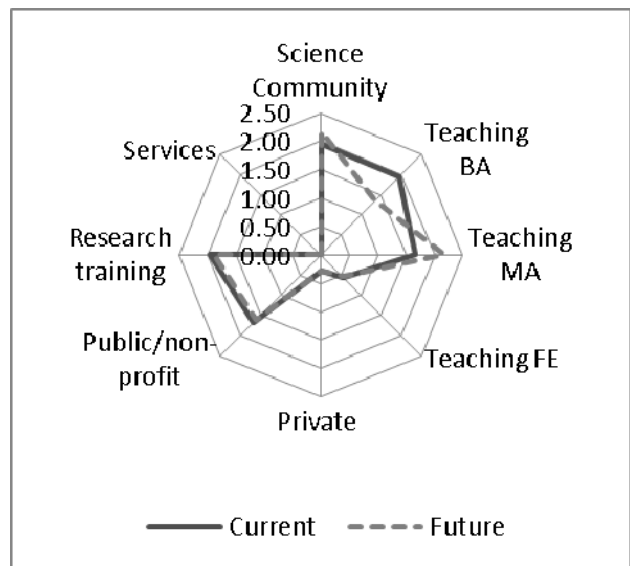 Science
Community
2.50
2.00
1.50
1.00
0.50
0.00
Teaching
BA
Teaching
MA
Teaching FE
Private
Public/non-
profit
Research
training
Services
Current
Future